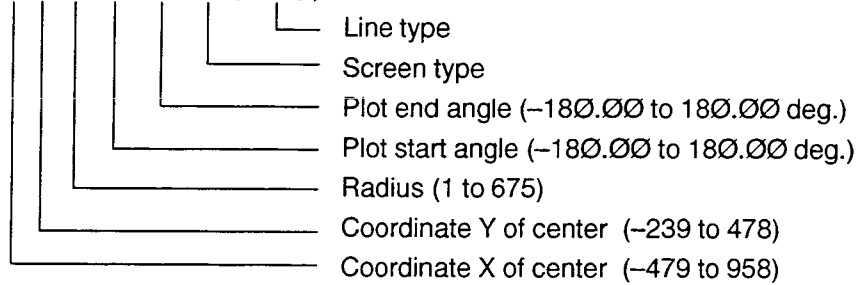 Line type
Screen type
Plot end angle (–18Ø.ØØ to 18Ø.ØØ deg.)
Plot start angle (–18Ø.ØØ to 18Ø.ØØ deg.)
Radius (1 to 675)
Coordinate Y of center (–239 to 478)
Coordinate X of center (–479 to 958)